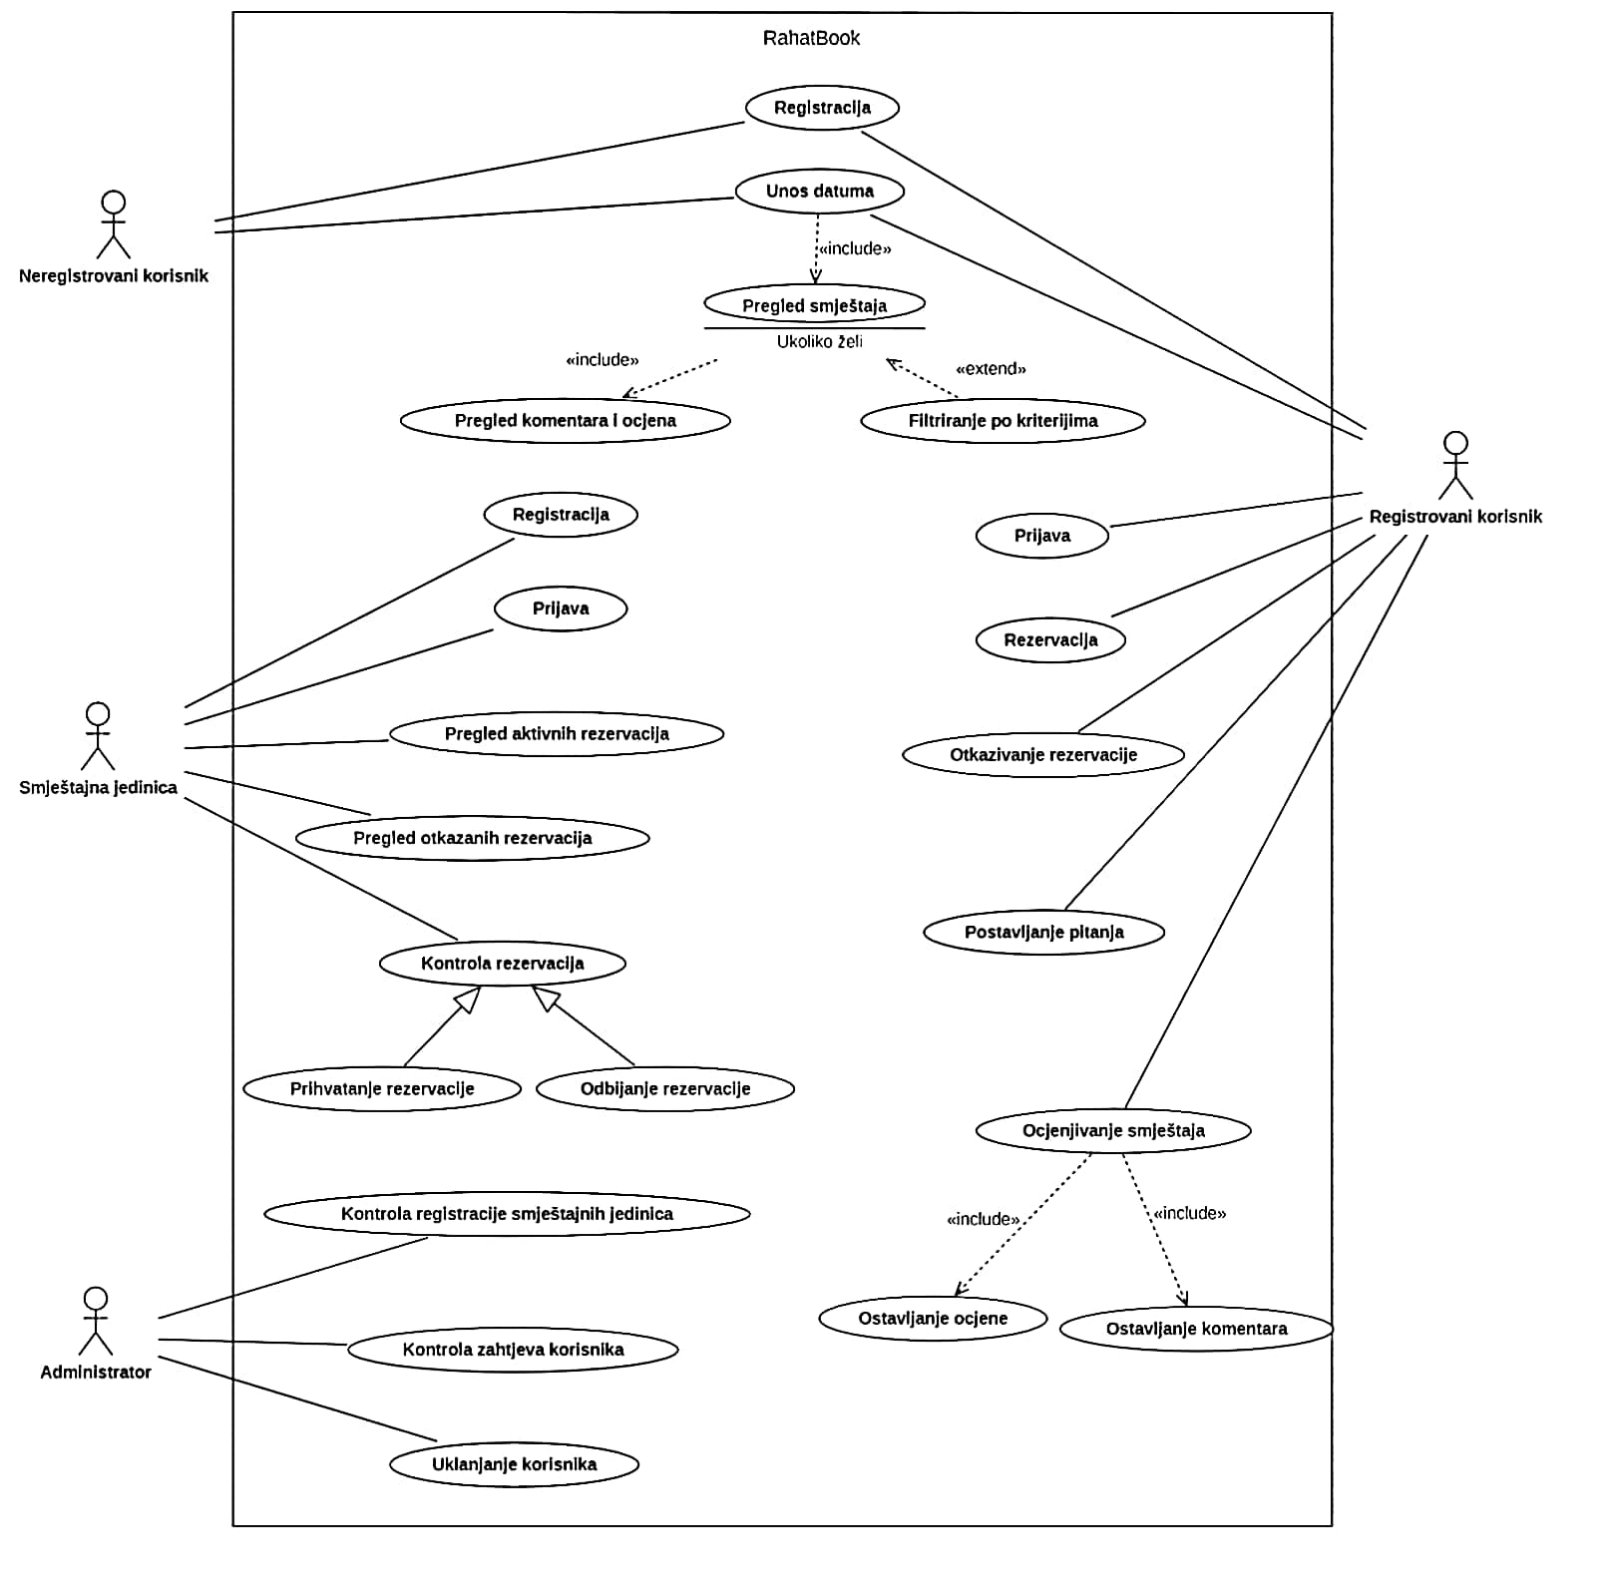 RahatBook
Registracija
Unos datuma
Neregistrovani korisnik
«include»
Pregled smještaja
Ukoliko želi
«include»
«extend»
Pregled komentara i ocjena
Filtriranje po kriterijima
Registracija
Prijava
Registrovani korisnik
Prijava
Rezervacija
Pregled aktivnih rezervacija
Otkazivanje rezervacije
Smještajna jedinica
Pregled otkazanih rezervacija
Postavljanje pitanja
Kontrola rezervacija
Prihvatanje rezervacije
Odbijanje rezervacije
Ocjenjivanje smještaja
Kontrola registracije smještajnih jedinica
«include»
«include»
Ostavljanje ocjene
Ostavljanje komentara
Kontrola zahtjeva korisnika
Administrator
Uklanjanje korisnika